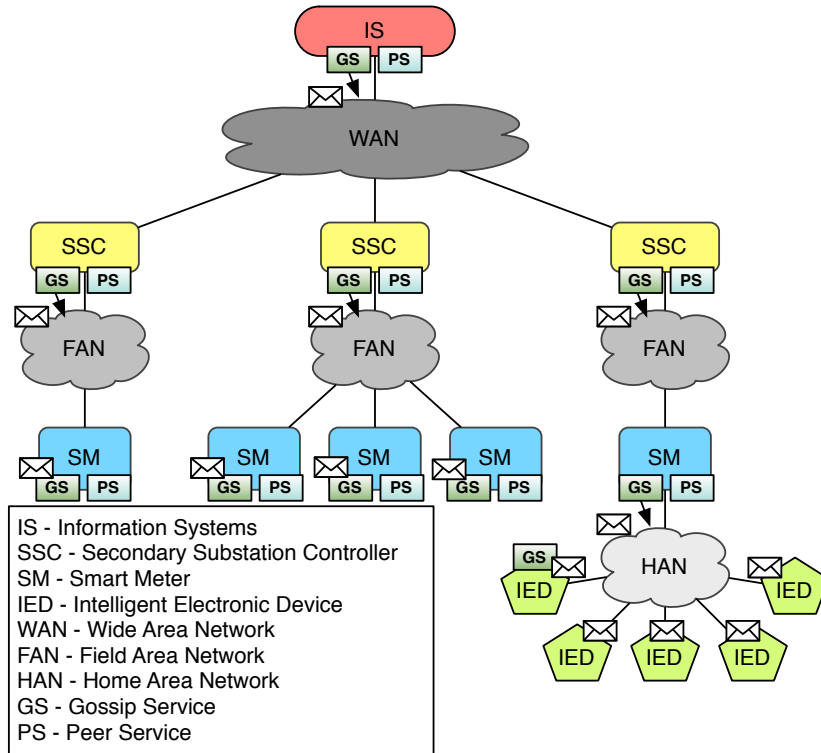 IS
GS PS
WAN
SSC SSC SSC
GS PS GS PS GS PS
FAN FAN FAN
SM SM SM SM SM
GS PS GS PS GS PS GS PS GS PS
IS - Information Systems
SSC - Secondary Substation Controller
SM - Smart Meter
IED - Intelligent Electronic Device
WAN - Wide Area Network
FAN - Field Area Network
HAN - Home Area Network
GS - Gossip Service
PS - Peer Service
GS
HAN
IED IED
IED IED IED